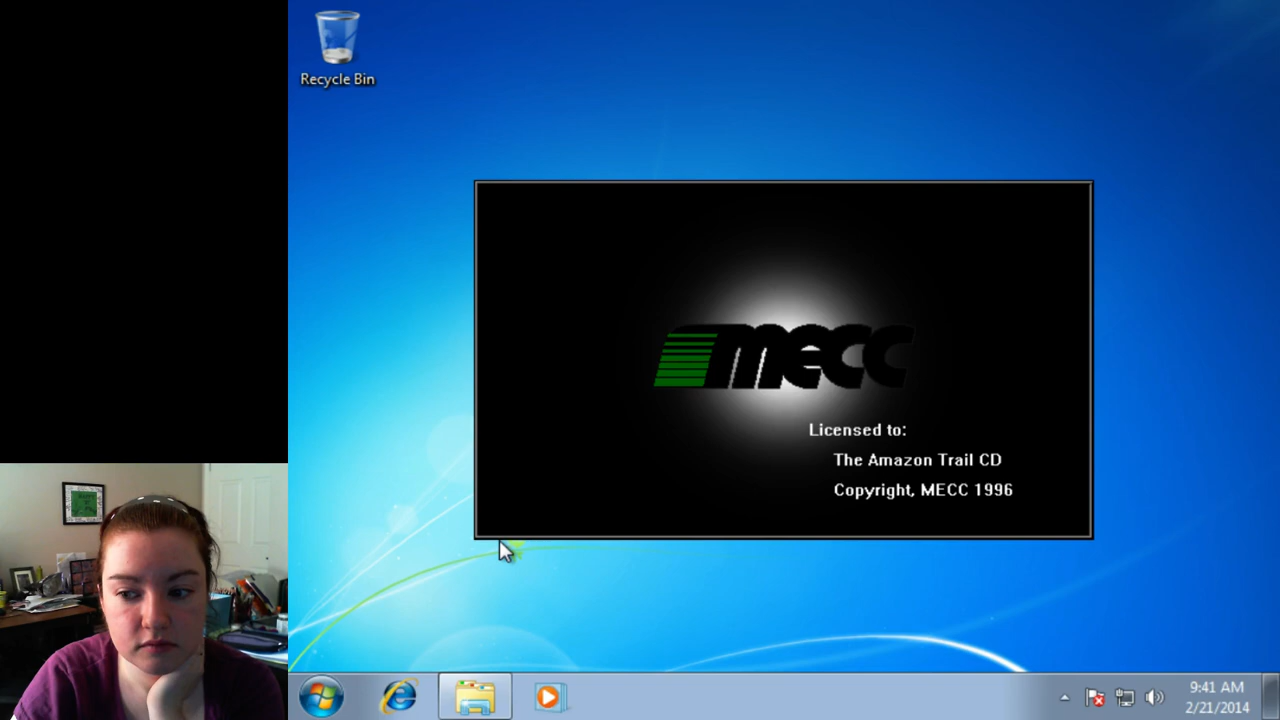 Recycle Bin
mecc
Licensed to:
The Amazon Trail CD
Copyright, MECC 1996
9:41 AM
2/21/2014